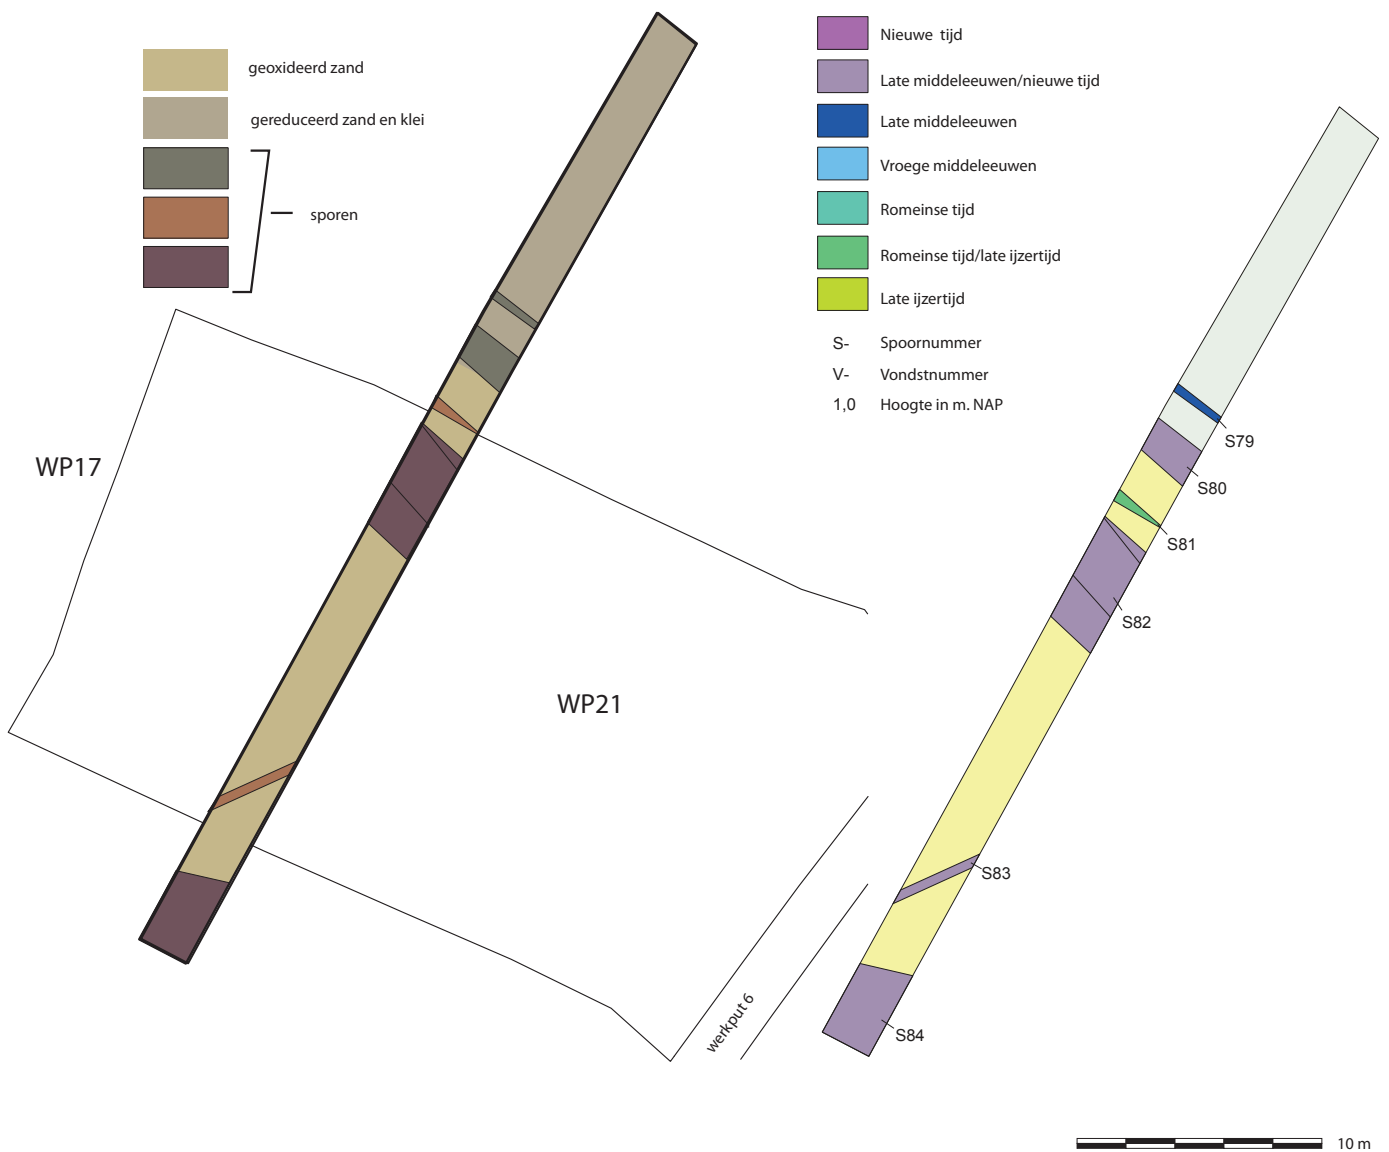 geoxideerd zand
gereduceerd zand en klei
sporen
Nieuwe tijd
Late middeleeuwen/nieuwe tijd
Late middeleeuwen
Vroege middeleeuwen
Romeinse tijd
Romeinse tijd/late ijzertijd
Late ijzertijd
S- Spoornummer
V- Vondstnummer
1,0 Hoogte in m. NAP
WP17
WP21
werkput 6
S79
S80
S81
S82
S83
S84
10 m